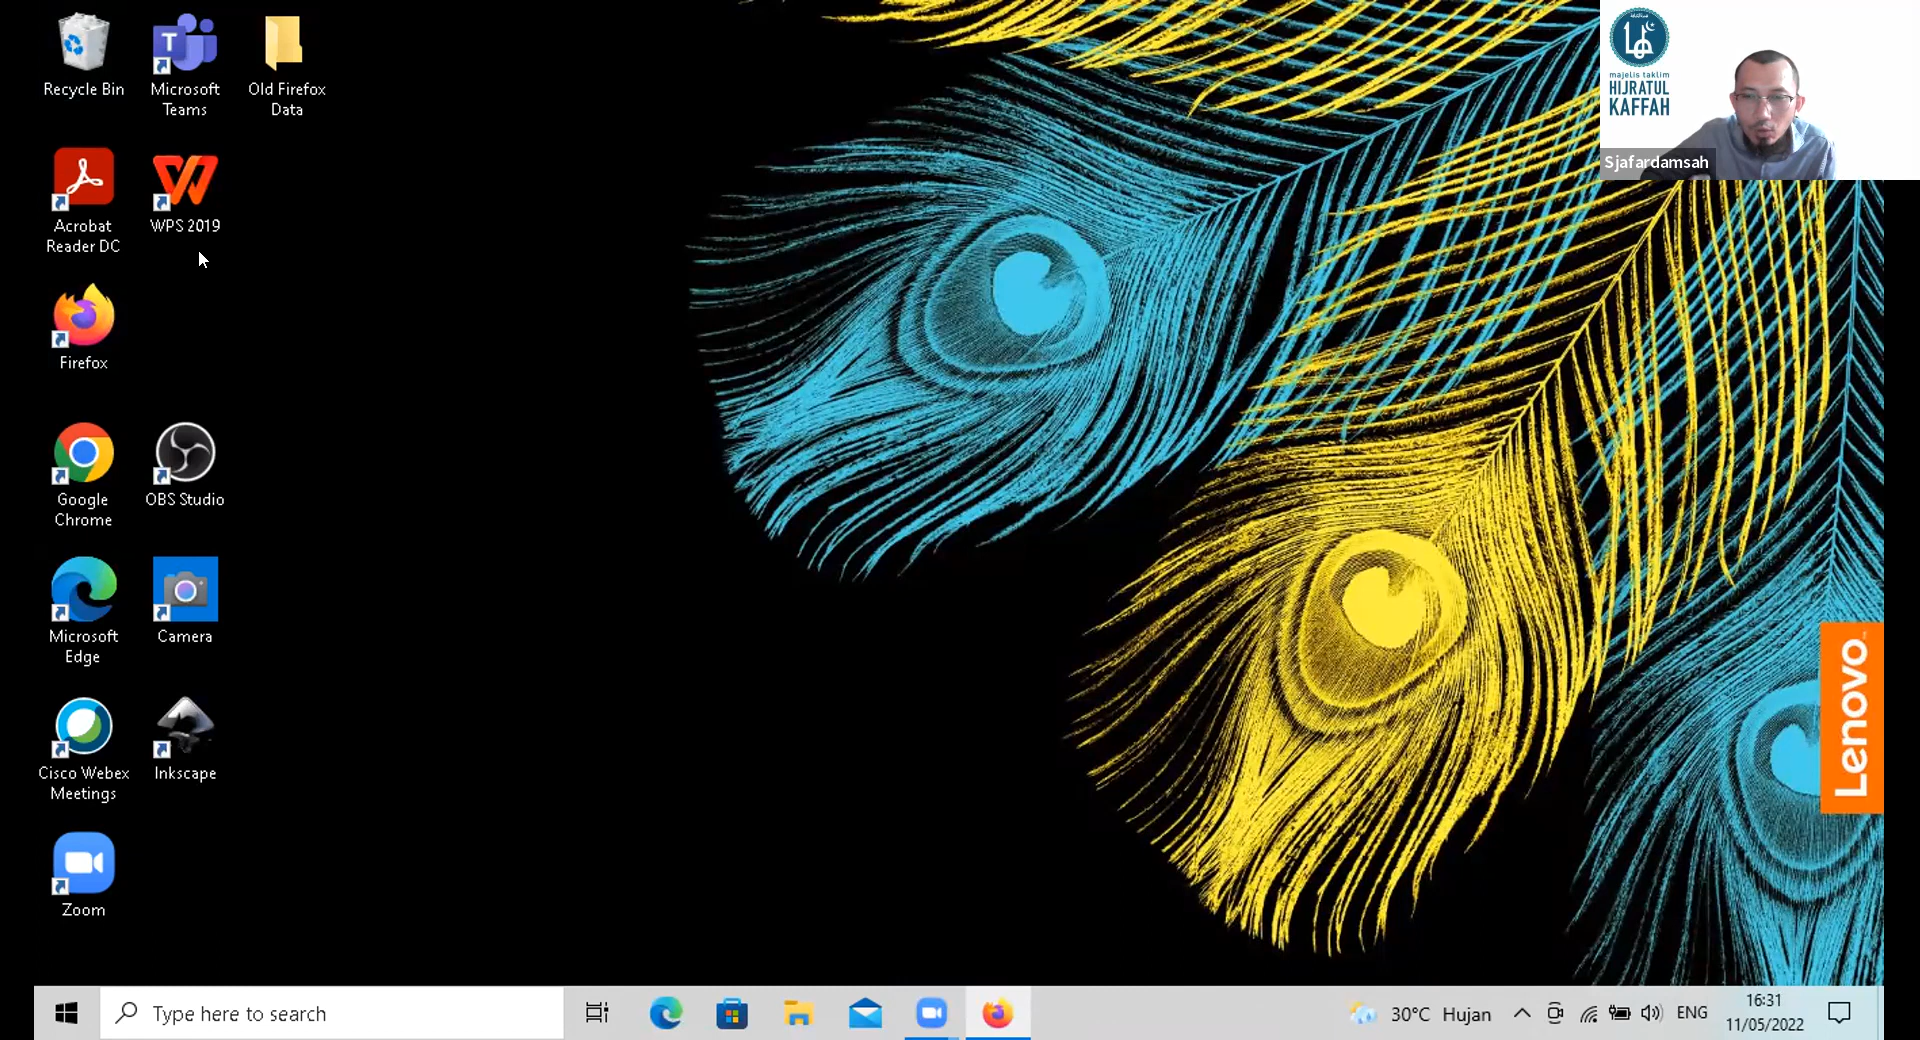 Recycle Bin
Microsoft
Teams
Old Firefox
Data
Acrobat
Reader DC
WPS 2019
Firefox
Google
Chrome
OBS Studio
Microsoft
Edge
Camera
Cisco Webex
Meetings
Inkscape
Zoom
majelis taklim
HIJRATUL
KAFFAH
Sjafardamsah
Lenovo
Type here to search
30°C Hujan
ENG
16:31
11/05/2022